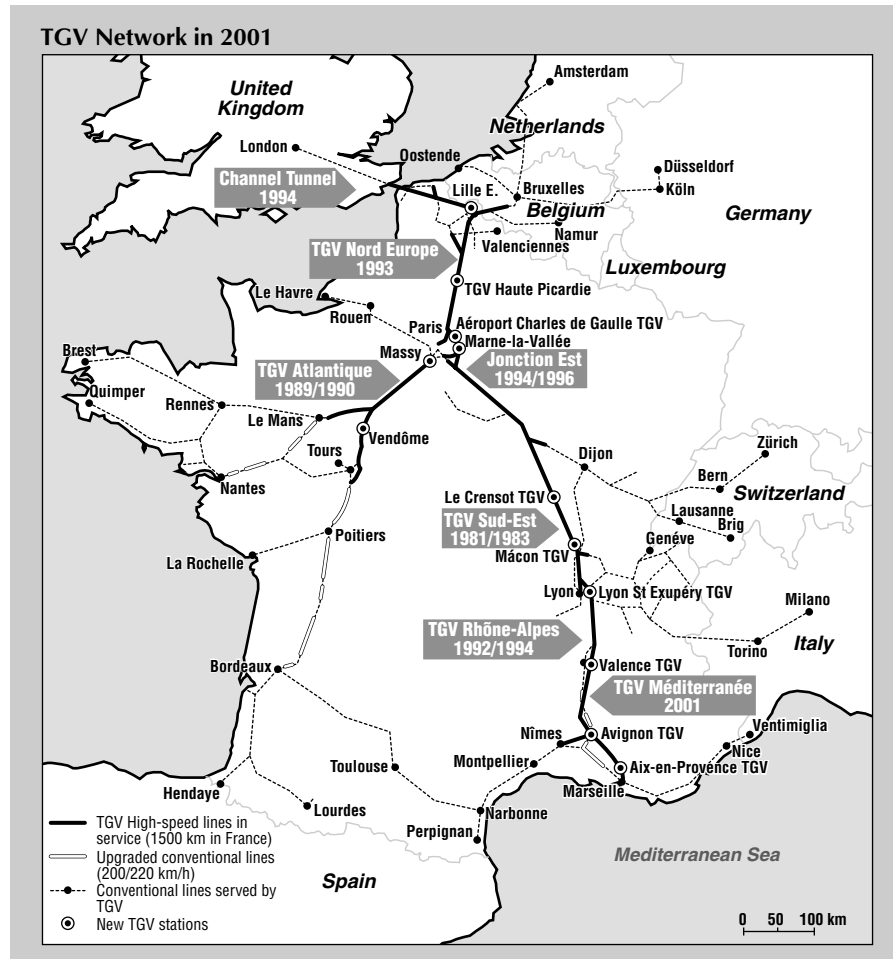 TGV Network in 2001
United
Kingdom
Amsterdam
Netherlands
London
Oostende
Düsseldorf
Köln
Channel Tunnel
1994
Lille E.
Bruxelles
Belgium
Germany
Namur
Valenciennes
TGV Nord Europe
1993
Luxembourg
TGV Haute Picardie
Le Havre
Rouen
Paris
Aéroport Charles de Gaulle TGV
Marne-la-Vallée
Massy
Jonction Est
1994/1996
Brest
TGV Atlantique
1989/1990
Quimper
Rennes
Le Mans
Vendôme
Tours
Dijon
Zürich
Nantes
Bern
Switzerland
Le Crensot TGV
Lausanne
Brig
TGV Sud-Est
1981/1983
Genéve
Poitiers
La Rochelle
Mácon TGV
Lyon
Lyon St Exupéry TGV
Milano
TGV Rhõne-Alpes
1992/1994
Torino
Italy
Bordeaux
Valence TGV
TGV Méditerranée
2001
Ventimiglia
Nîmes
Avignon TGV
Nice
Montpellier
Toulouse
Aix-en-Provence TGV
Marseille
Hendaye
Lourdes
Narbonne
Perpignan
TGV High-speed lines in
service (1500 km in France)
Upgraded conventional lines
(200/220 km/h)
Conventional lines served by
TGV
New TGV stations
Spain
Mediterranean Sea
0 50 100 km